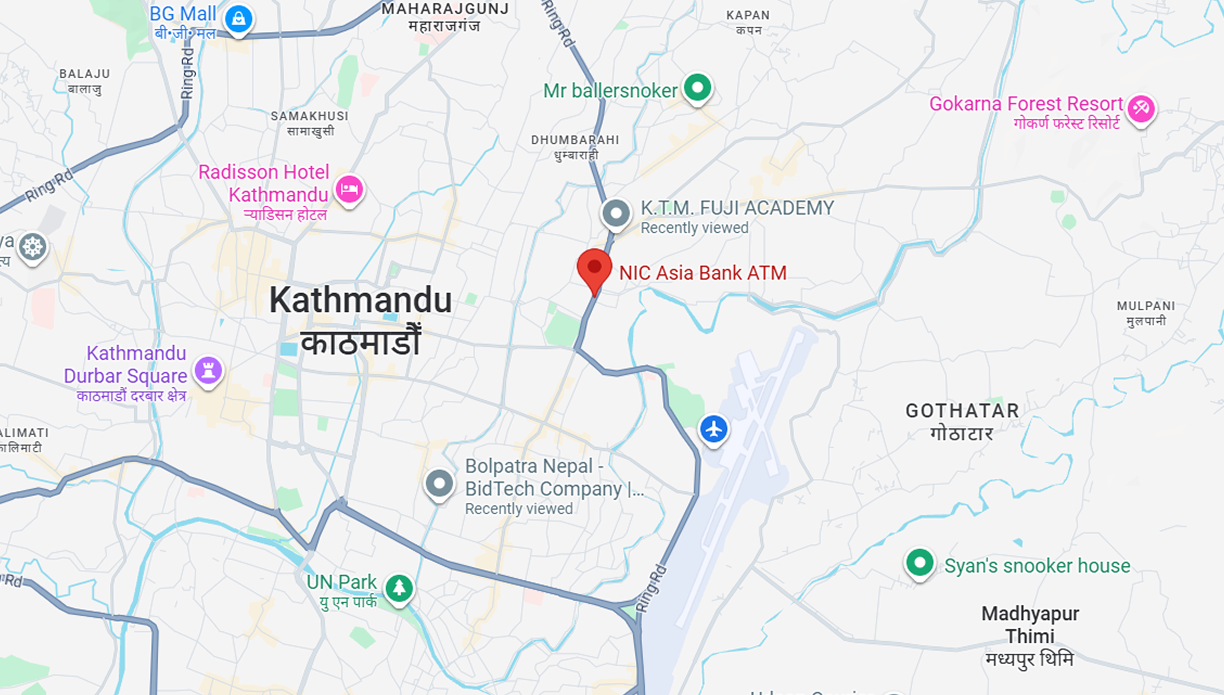 MAHARAJGUNJ
महाराजगंज
BG Mall
बी॰जी॰ मल
Ring Rd
Ring Rd
KAPAN
कपन
BALAJU
बालाजु
Mr ballersnoker
Gokarna Forest Resort
गोकर्ण फरेस्ट रिसोर्ट
SAMAKHUSI
सामाखुसी
DHUMBARAHI
धुम्बाराही
Ring Rd
Radisson Hotel
Kathmandu
ऱ्याडिसन होटल
K.T.M. FUJI ACADEMY
Recently viewed
NIC Asia Bank ATM
Kathmandu
काठमाडौं
MULPANI
मुलपानी
Kathmandu
Durbar Square
काठमाडौं दरबार क्षेत्र
GOTHATAR
गोठाटार
ALIMATI
Bolpatra Nepal -
BidTech Company |...
Recently viewed
UN Park
यु एन पार्क
Ring Rd
Rd
Syan's snooker house
Madhyapur
Thimi
मध्यपुर थिमि